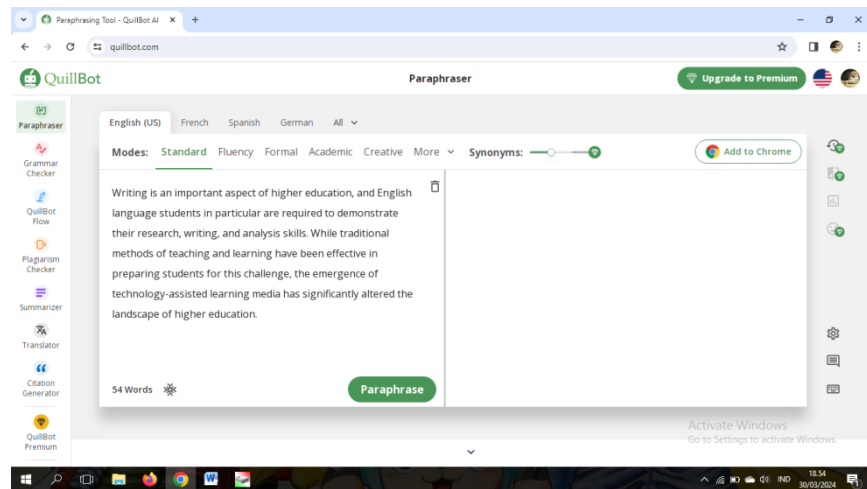 Paraphrasing Tool - QuillBot AI
quillbot.com
QuillBot
Paraphraser
Upgrade to Premium
Paraphraser
Grammar
Checker
QuillBot
Flow
Plagiarism
Checker
Summarizer
Translator
Citation
Generator
QuillBot
Premium
English (US) French Spanish German All
Modes: Standard Fluency Formal Academic Creative More Synonyms:
Add to Chrome
Writing is an important aspect of higher education, and English
language students in particular are required to demonstrate
their research, writing, and analysis skills. While traditional
methods of teaching and learning have been effective in
preparing students for this challenge, the emergence of
technology-assisted learning media has significantly altered the
landscape of higher education.
54 Words
Paraphrase
Activate Windows
Go to Settings to activate Windows.
IND
18.54
30/03/2024